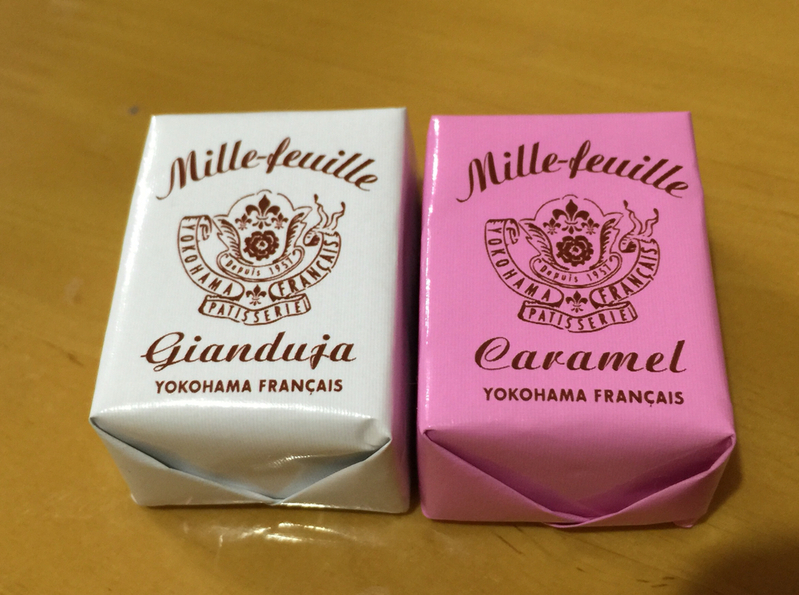 Mille-feuille
YOKOHAMA FRANÇAIS
Depuis 1957
PATISSERIE
Gianduja
YOKOHAMA FRANÇAIS
Mille-feuille
YOKOHAMA FRANÇAIS
Depuis 1957
PATISSERIE
Caramel
YOKOHAMA FRANÇAIS